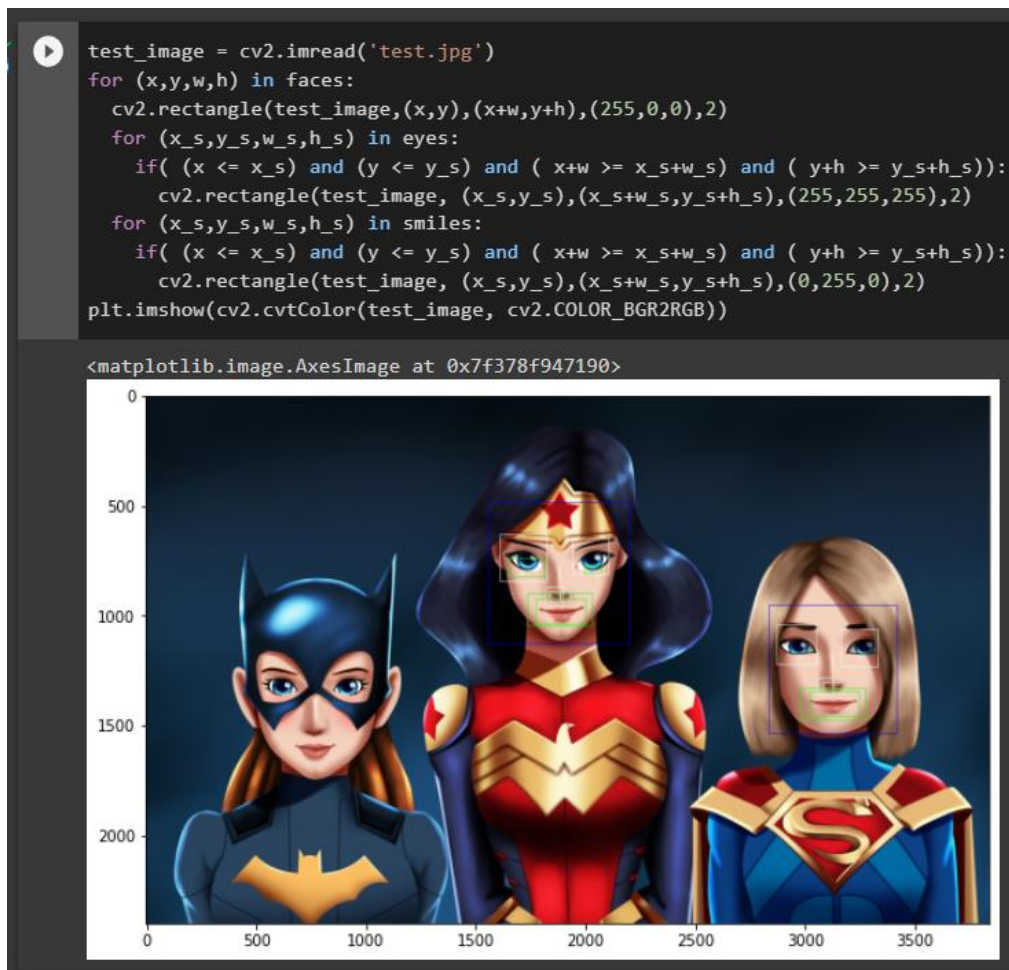 test_image = cv2.imread('test.jpg')
for (x,y,w,h) in faces:
  cv2.rectangle(test_image,(x,y),(x+w,y+h),(255,0,0),2)
  for (x_s,y_s,w_s,h_s) in eyes:
    if( (x <= x_s) and (y <= y_s) and ( x+w >= x_s+w_s) and ( y+h >= y_s+h_s)):
      cv2.rectangle(test_image, (x_s,y_s),(x_s+w_s,y_s+h_s),(255,255,255),2)
  for (x_s,y_s,w_s,h_s) in smiles:
    if( (x <= x_s) and (y <= y_s) and ( x+w >= x_s+w_s) and ( y+h >= y_s+h_s)):
      cv2.rectangle(test_image, (x_s,y_s),(x_s+w_s,y_s+h_s),(0,255,0),2)
plt.imshow(cv2.cvtColor(test_image, cv2.COLOR_BGR2RGB))
<matplotlib.image.AxesImage at 0x7f378f947190>
0
500
1000
1500
2000
S
0 500 1000 1500 2000 2500 3000 3500